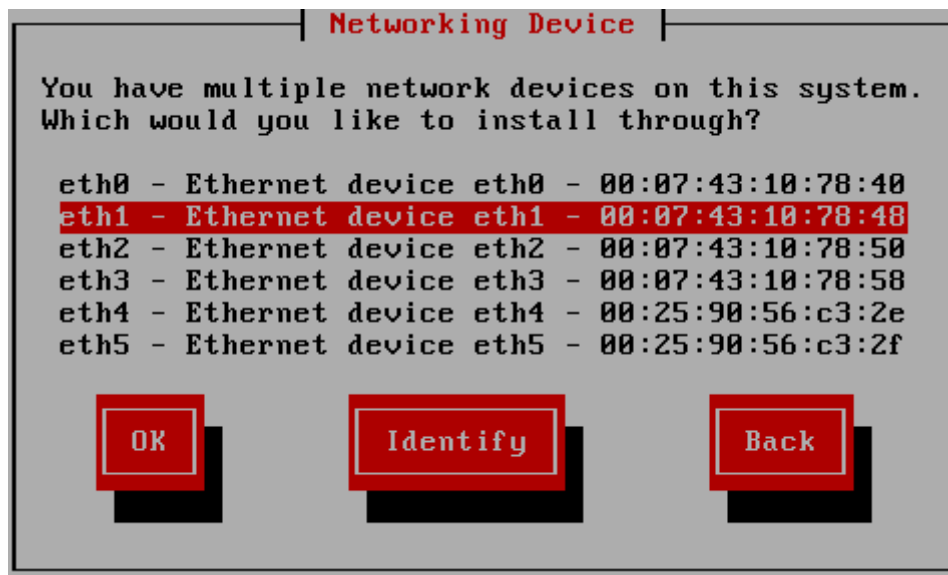 Networking Device
You have multiple network devices on this system.
Which would you like to install through?
eth0 - Ethernet device eth0 - 00:07:43:10:78:40
eth1 - Ethernet device eth1 - 00:07:43:10:78:48
eth2 - Ethernet device eth2 - 00:07:43:10:78:50
eth3 - Ethernet device eth3 - 00:07:43:10:78:58
eth4 - Ethernet device eth4 - 00:25:90:56:c3:2e
eth5 - Ethernet device eth5 - 00:25:90:56:c3:2f
OK Identify Back